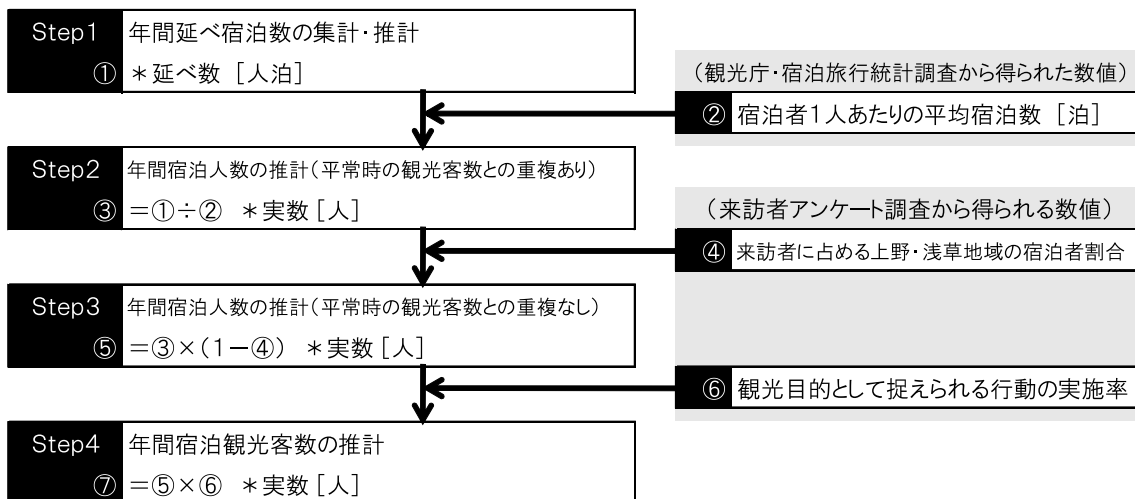 Step1 年間延べ宿泊数の集計・推計
① ＊延べ数 [人泊]
（観光庁・宿泊旅行統計調査から得られた数値）
② 宿泊者1人あたりの平均宿泊数 [泊]
Step2 年間宿泊人数の推計（平常時の観光客数との重複あり）
③ ＝①÷② ＊実数[人]
（来訪者アンケート調査から得られる数値）
④ 来訪者に占める上野・浅草地域の宿泊者割合
Step3 年間宿泊人数の推計（平常時の観光客数との重複なし）
⑤ ＝③×（1－④） ＊実数[人]
⑥ 観光目的として捉えられる行動の実施率
Step4 年間宿泊観光客数の推計
⑦ ＝⑤×⑥ ＊実数[人]